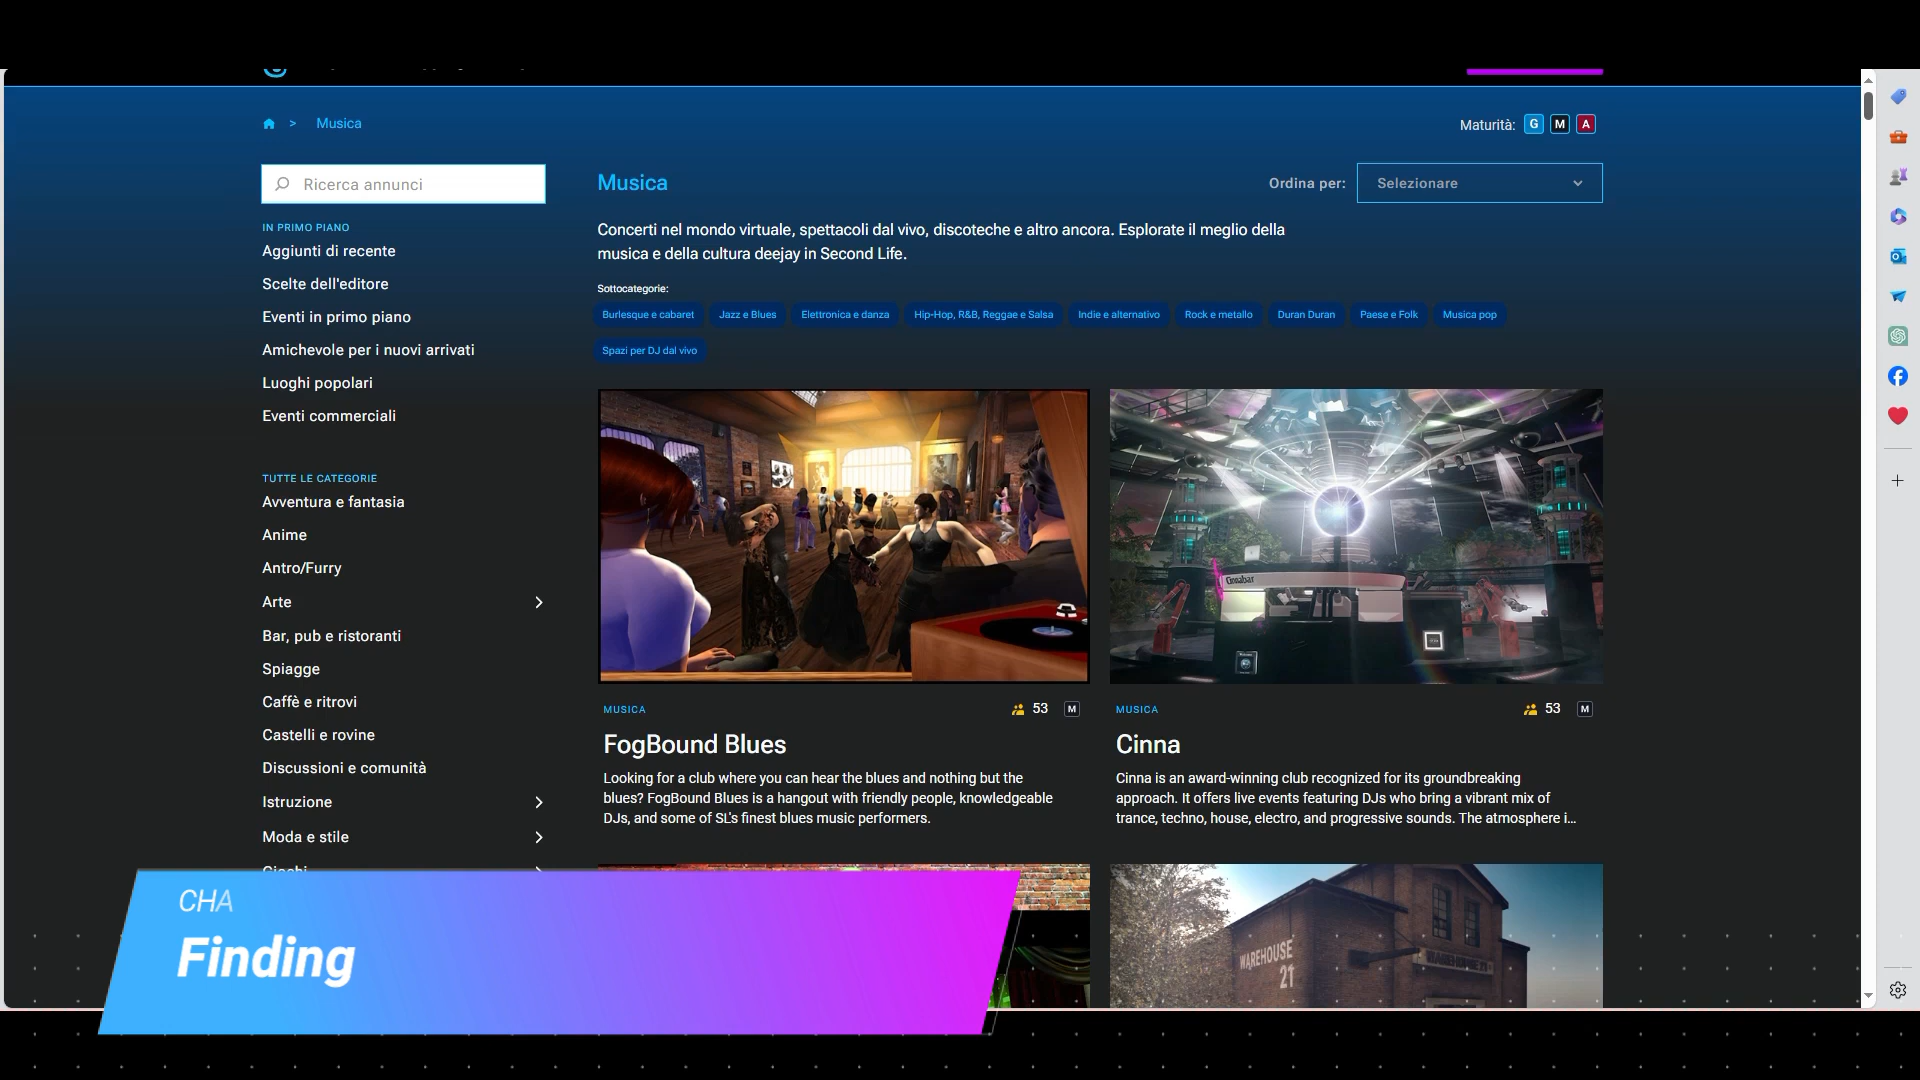 > Musica
Maturità: G M A
Ricerca annunci
IN PRIMO PIANO
Aggiunti di recente
Scelte dell'editore
Eventi in primo piano
Amichevole per i nuovi arrivati
Luoghi popolari
Eventi commerciali
TUTTE LE CATEGORIE
Avventura e fantasia
Anime
Antro/Furry
Arte
Bar, pub e ristoranti
Spiagge
Caffè e ritrovi
Castelli e rovine
Discussioni e comunità
Istruzione
Moda e stile
Giochi
Musica
Ordina per: Selezionare
Concerti nel mondo virtuale, spettacoli dal vivo, discoteche e altro ancora. Esplorate il meglio della
musica e della cultura deejay in Second Life.
Sottocategorie:
Burlesque e cabaret Jazz e Blues Elettronica e danza Hip-Hop, R&B, Reggae e Salsa Indie e alternativo Rock e metallo Duran Duran Paese e Folk Musica pop
Spazi per DJ dal vivo
Cinnabar
MUSICA 53 M
FogBound Blues
Looking for a club where you can hear the blues and nothing but the
blues? FogBound Blues is a hangout with friendly people, knowledgeable
DJs, and some of SL's finest blues music performers.
MUSICA 53 M
Cinna
Cinna is an award-winning club recognized for its groundbreaking
approach. It offers live events featuring DJs who bring a vibrant mix of
trance, techno, house, electro, and progressive sounds. The atmosphere i...
WAREHOUSE
21
WAREHOUSE 21
CHA
Finding